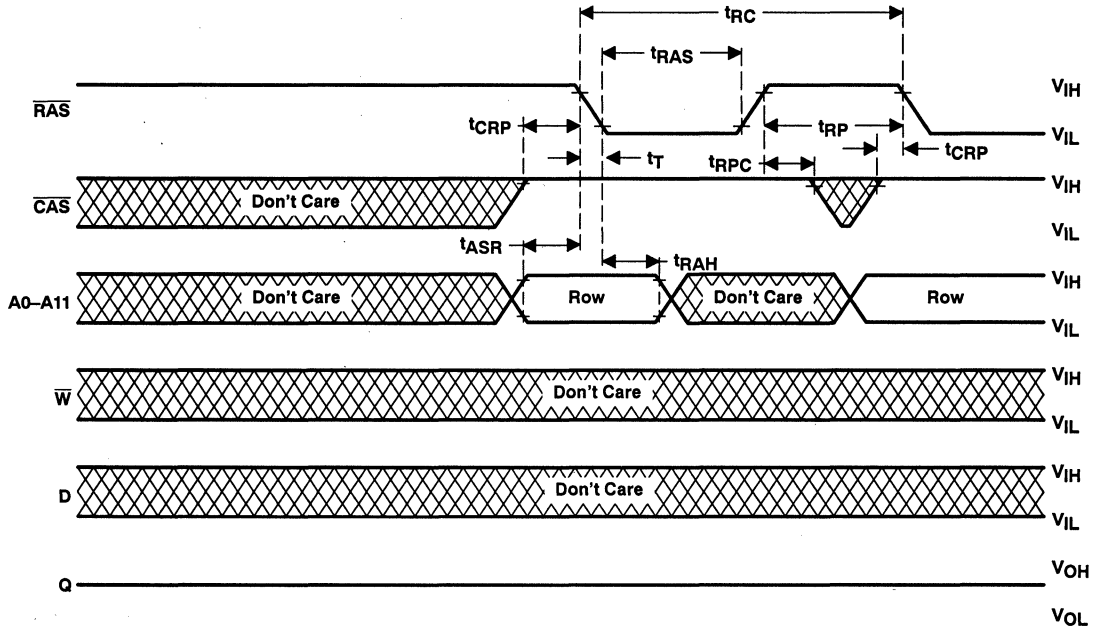 tRC
tRAS
RAS
VIH
tCRP
tRP
VIL
tT
tRPC
tCRP
CAS
Don't Care
VIH
VIL
tASR
tRAH
A0–A11
Don't Care
Row
Don't Care
Row
VIH
VIL
W
Don't Care
VIH
VIL
D
Don't Care
VIH
VIL
Q
VOH
VOL